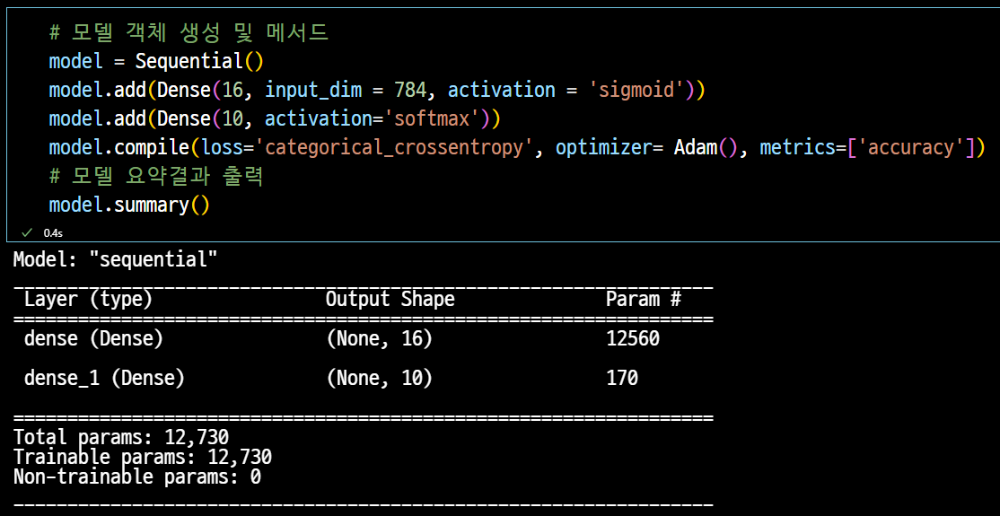 # 모델 객체 생성 및 메서드
model = Sequential()
model.add(Dense(16, input_dim = 784, activation = 'sigmoid'))
model.add(Dense(10, activation='softmax'))
model.compile(loss='categorical_crossentropy', optimizer= Adam(), metrics=['accuracy'])
# 모델 요약결과 출력
model.summary()
✓ 0.4s
Model: "sequential"
_________________________________________________________________
Layer (type)                Output Shape              Param #
=================================================================
dense (Dense)               (None, 16)                12560
dense_1 (Dense)             (None, 10)                170
=================================================================
Total params: 12,730
Trainable params: 12,730
Non-trainable params: 0
_________________________________________________________________